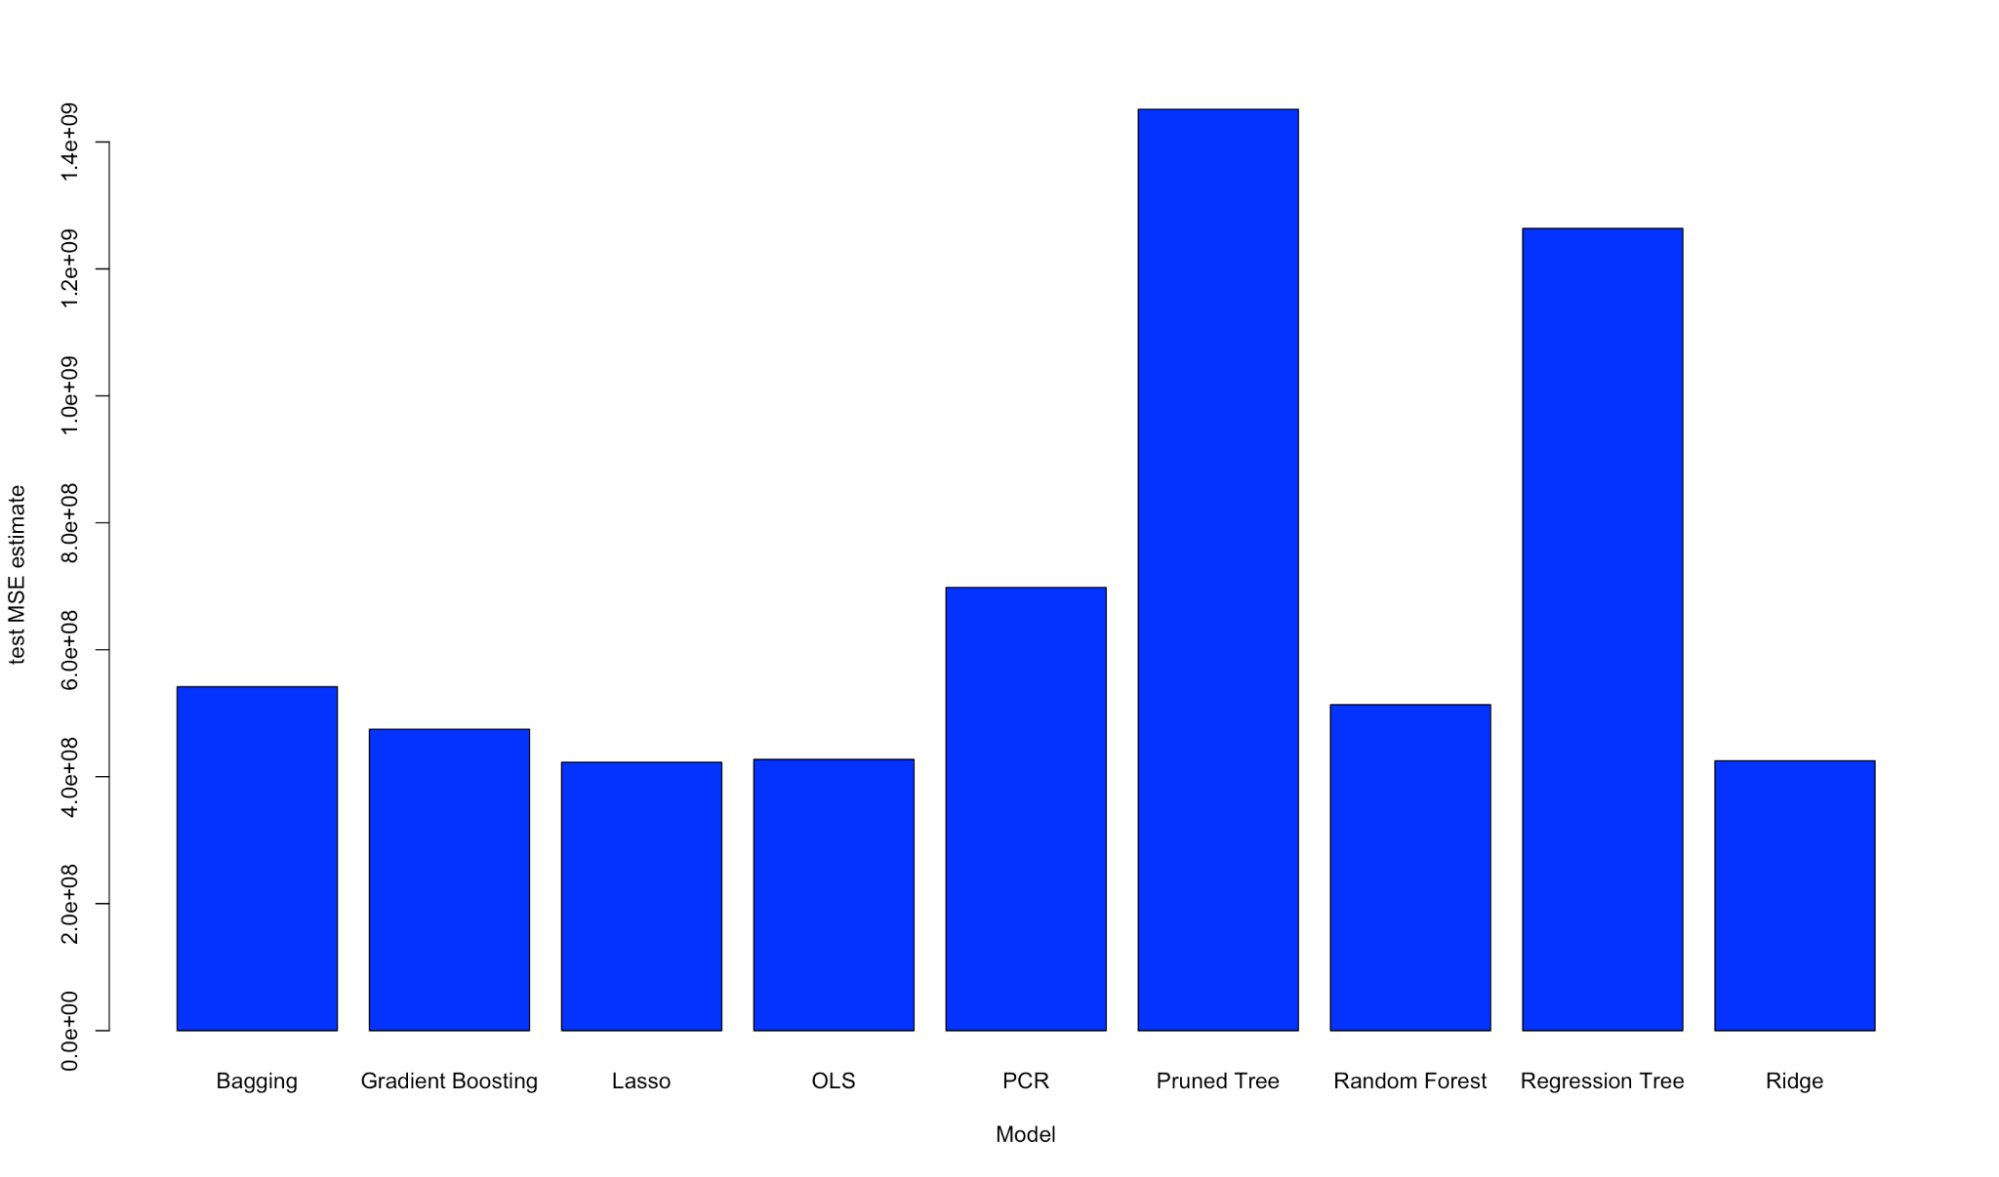 1.4e+09
1.2e+09
1.0e+09
8.0e+08
6.0e+08
4.0e+08
2.0e+08
0.0e+00
test MSE estimate
Bagging Gradient Boosting Lasso OLS PCR Pruned Tree Random Forest Regression Tree Ridge
Model